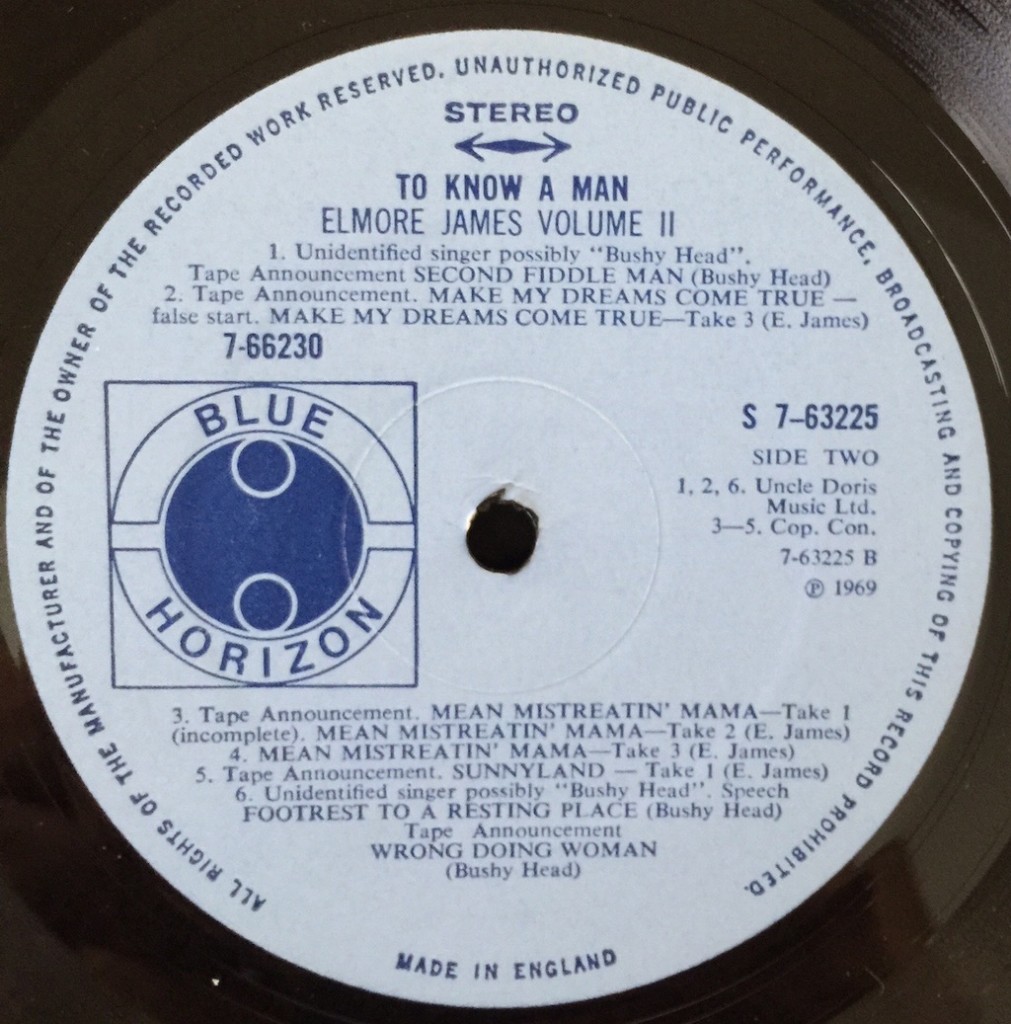 ALL RIGHTS OF THE MANUFACTURER AND OF THE OWNER OF THE RECORDED WORK RESERVED. UNAUTHORIZED PUBLIC PERFORMANCE, BROADCASTING AND COPYING OF THIS RECORD PROHIBITED.
STEREO
TO KNOW A MAN
ELMORE JAMES VOLUME II
1. Unidentified singer possibly "Bushy Head".
Tape Announcement SECOND FIDDLE MAN (Bushy Head)
2. Tape Announcement. MAKE MY DREAMS COME TRUE —
false start. MAKE MY DREAMS COME TRUE—Take 3 (E. James)
7-66230
BLUE
HORIZON
S 7-63225
SIDE TWO
1, 2, 6. Uncle Doris
Music Ltd.
3—5. Cop. Con.
7-63225 B
℗ 1969
3. Tape Announcement. MEAN MISTREATIN' MAMA—Take 1
(incomplete). MEAN MISTREATIN' MAMA—Take 2 (E. James)
4. MEAN MISTREATIN' MAMA—Take 3 (E. James)
5. Tape Announcement. SUNNYLAND — Take 1 (E. James)
6. Unidentified singer possibly "Bushy Head". Speech
FOOTREST TO A RESTING PLACE (Bushy Head)
Tape Announcement
WRONG DOING WOMAN
(Bushy Head)
MADE IN ENGLAND